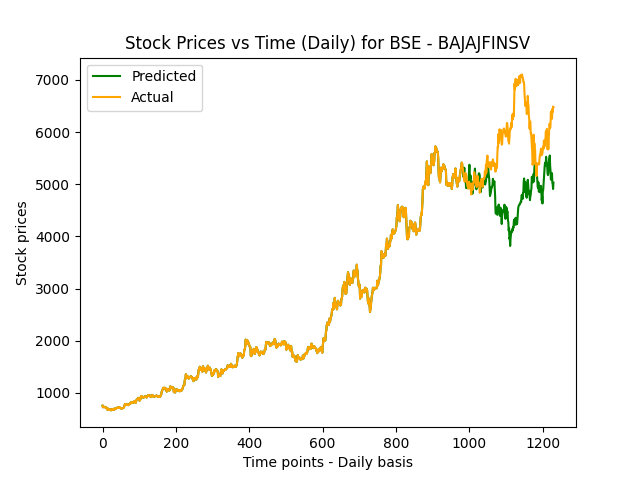 Stock Prices vs Time (Daily) for BSE - BAJAJFINSV
Predicted
Actual
7000
6000
5000
4000
3000
2000
1000
Stock prices
0 200 400 600 800 1000 1200
Time points - Daily basis